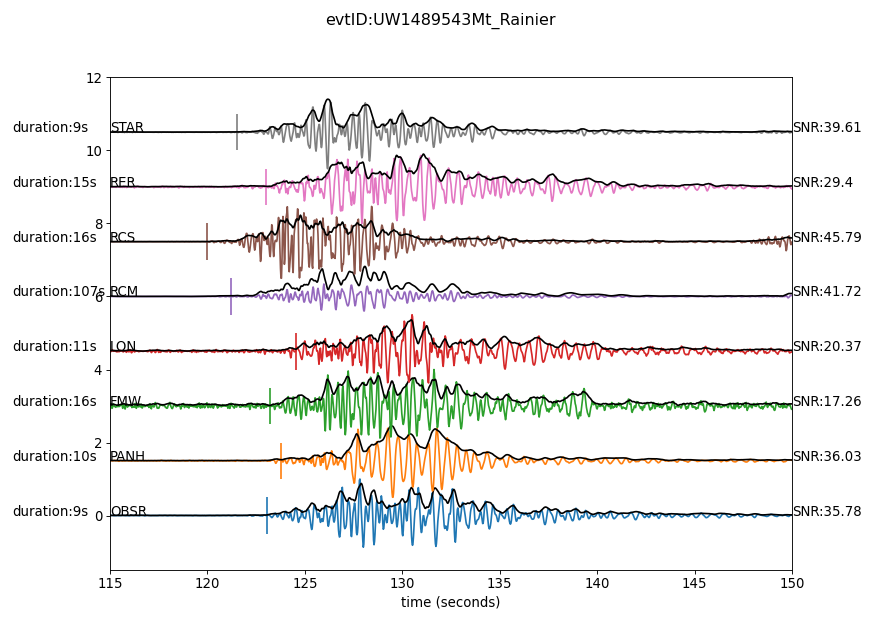 evtID:UW1489543Mt_Rainier
12
duration:9s STAR SNR:39.61
10
duration:15s RER SNR:29.4
8
duration:16s RCS SNR:45.79
duration:107s RCM SNR:41.72
6
duration:11s LON SNR:20.37
4
duration:16s FMW SNR:17.26
2
duration:10s PANH SNR:36.03
duration:9s OBSR SNR:35.78
0
115 120 125 130 135 140 145 150
time (seconds)